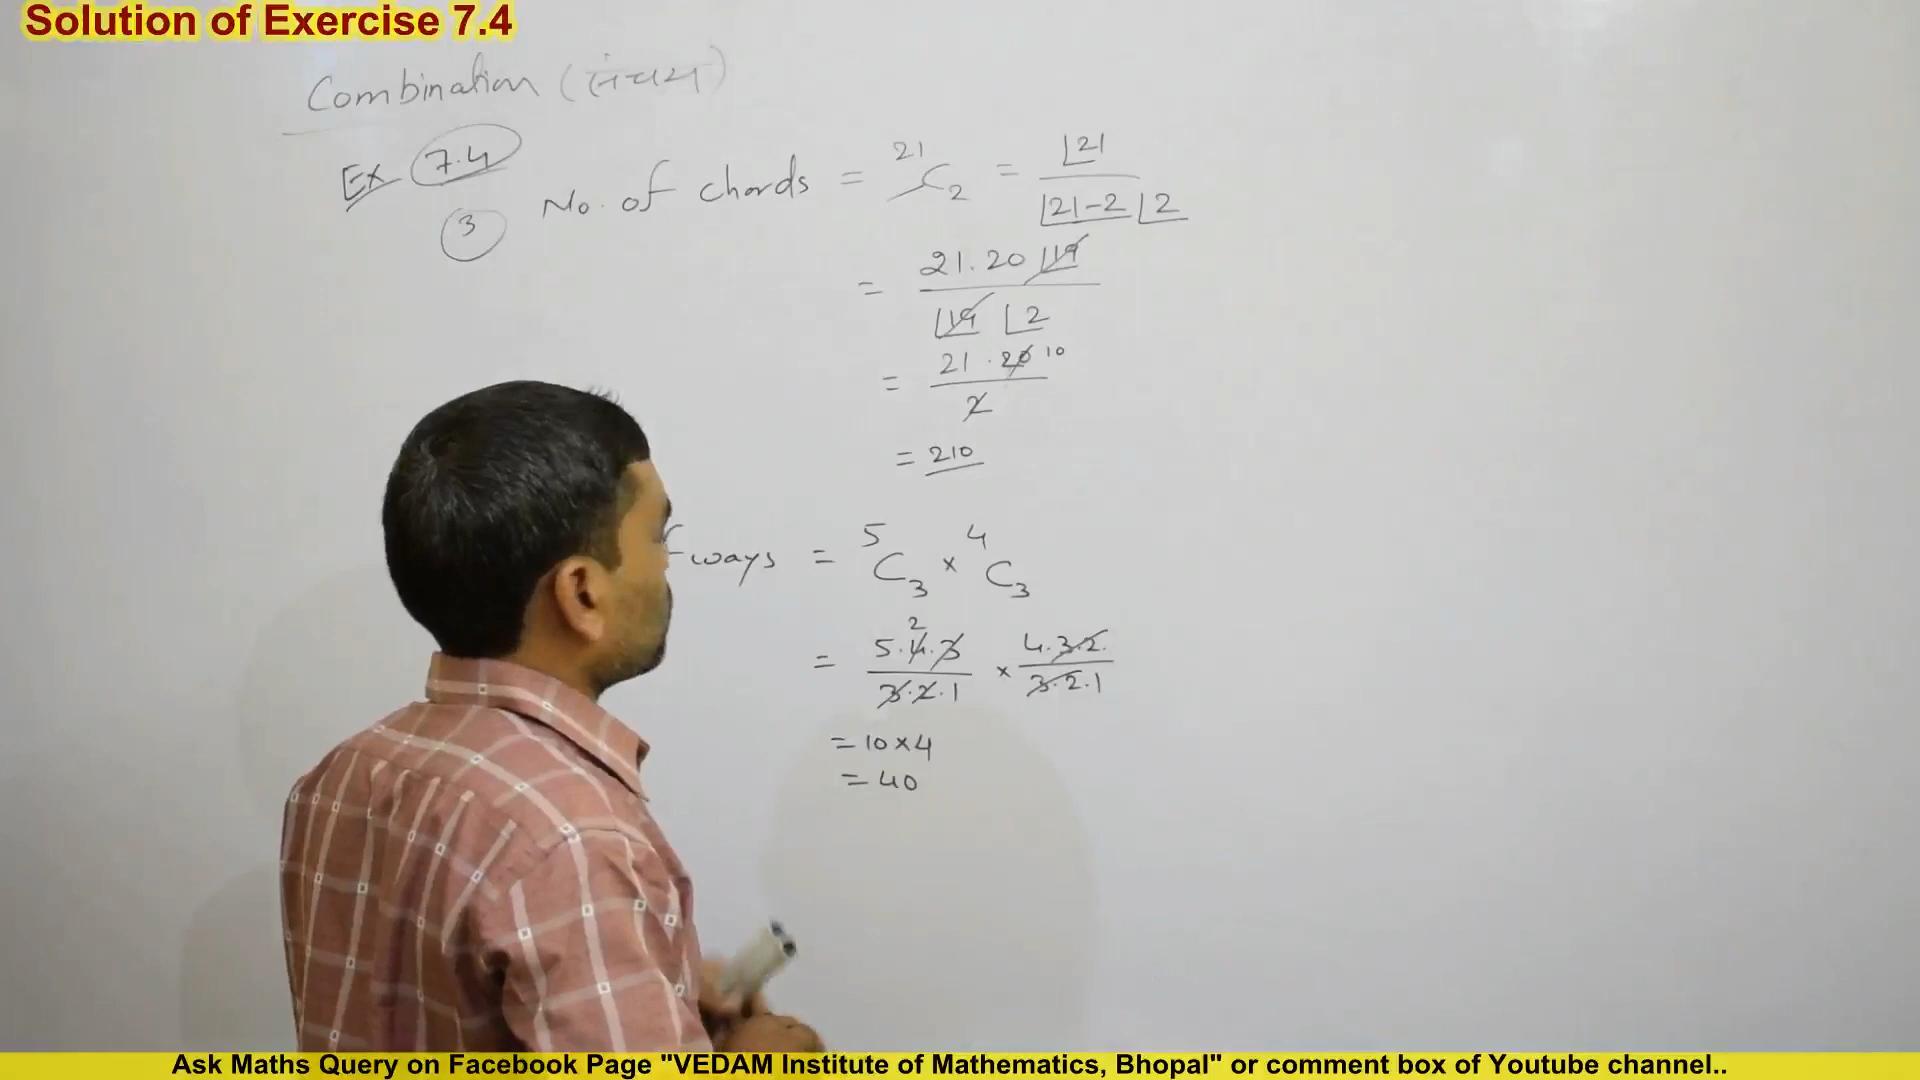 Solution of Exercise 7.4
Combination (संचय)
Ex 7.4
③ No. of chords = ²¹C₂ = |21 / |21-2 |2
= 21.20 |19 / |19 |2
= 21.20 10 / 2
= 210
f ways = ⁵C₃ × ⁴C₃
= 5.4.3 2 / 3.2.1 × 4.3.2. / 3.2.1
= 10×4
= 40
Ask Maths Query on Facebook Page "VEDAM Institute of Mathematics, Bhopal" or comment box of Youtube channel..